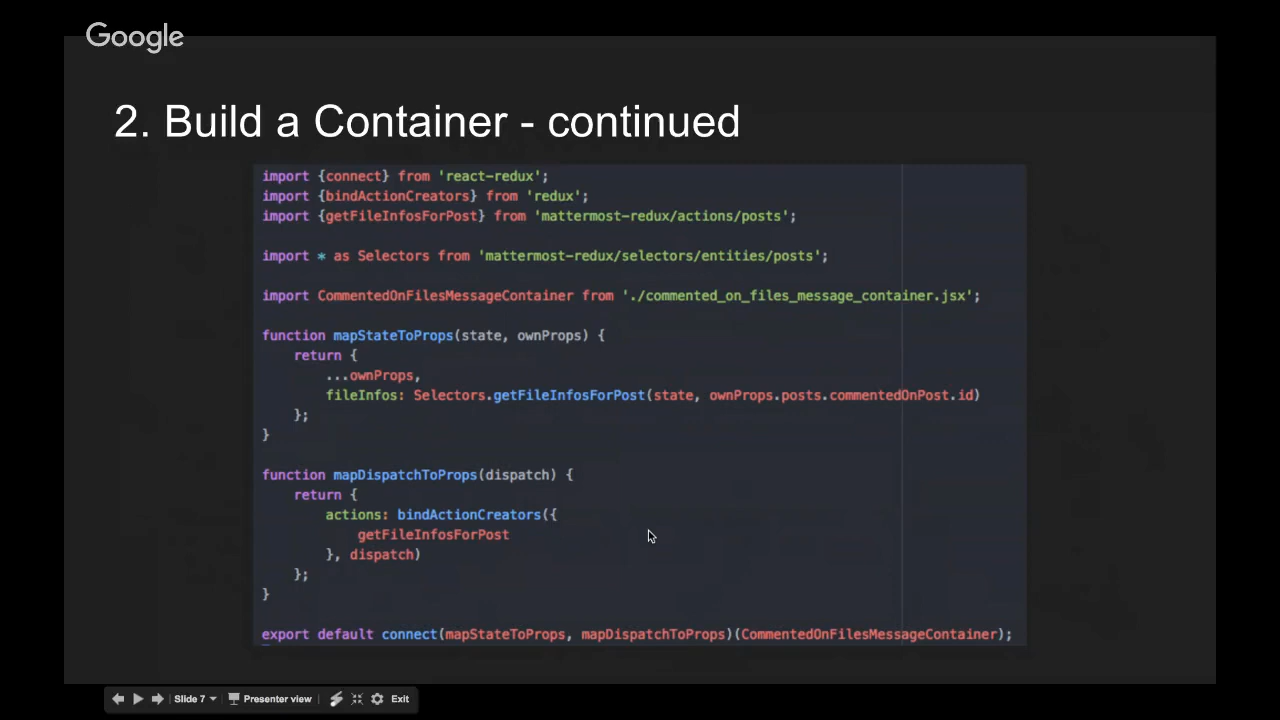 Google
2. Build a Container - continued
import {connect} from 'react-redux';
import {bindActionCreators} from 'redux';
import {getFileInfosForPost} from 'mattermost-redux/actions/posts';
import * as Selectors from 'mattermost-redux/selectors/entities/posts';
import CommentedOnFilesMessageContainer from './commented_on_files_message_container.jsx';
function mapStateToProps(state, ownProps) {
return {
...ownProps,
fileInfos: Selectors.getFileInfosForPost(state, ownProps.posts.commentedOnPost.id)
};
}
function mapDispatchToProps(dispatch) {
return {
actions: bindActionCreators({
getFileInfosForPost
}, dispatch)
};
}
export default connect(mapStateToProps, mapDispatchToProps)(CommentedOnFilesMessageContainer);
Slide 7 Presenter view Exit